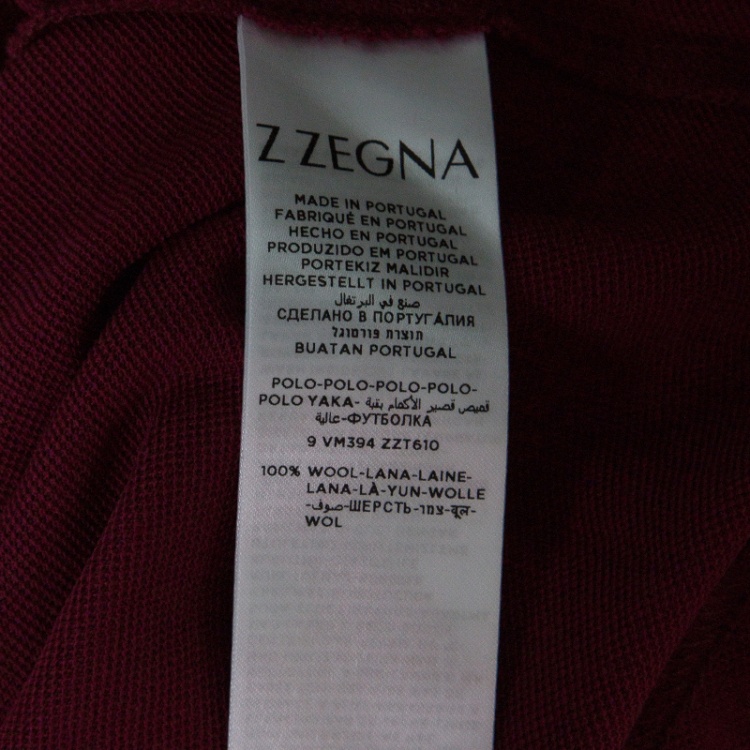 Z ZEGNA
MADE IN PORTUGAL
FABRIQUÉ EN PORTUGAL
HECHO EN PORTUGAL
PRODUZIDO EM PORTUGAL
PORTEKIZ MALIDIR
HERGESTELLT IN PORTUGAL
صنع في البرتغال
СДЕЛАНО В ПОРТУГАЛИЯ
תוצרת פורטוגל
BUATAN PORTUGAL
POLO-POLO-POLO-POLO-
POLO YAKA- قميص قصير الأكمام بقبة
عالية-ФУТБОЛКА
9 VM394 ZZT610
100% WOOL-LANA-LAINE-
LANA-LÀ-YUN-WOLLE
-صوف-ШЕРСТЬ-צמר-वूल-
WOL